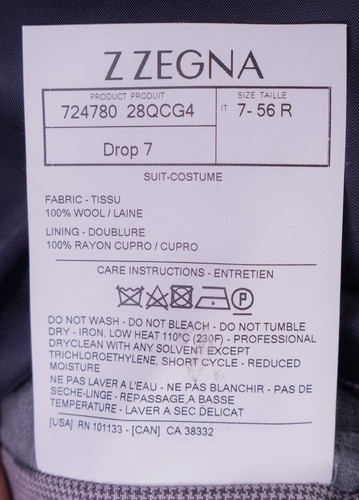 Z ZEGNA
PRODUCT PRODUIT
724780 28QCG4
SIZE TAILLE
IT 7- 56 R
Drop 7
SUIT-COSTUME
FABRIC - TISSU
100% WOOL / LAINE
LINING - DOUBLURE
100% RAYON CUPRO / CUPRO
CARE INSTRUCTIONS - ENTRETIEN
P
DO NOT WASH - DO NOT BLEACH - DO NOT TUMBLE
DRY - IRON, LOW HEAT 110°C (230F) - PROFESSIONAL
DRYCLEAN WITH ANY SOLVENT EXCEPT
TRICHLOROETHYLENE, SHORT CYCLE - REDUCED
MOISTURE
NE PAS LAVER A L'EAU - NE PAS BLANCHIR - PAS DE
SECHE-LINGE - REPASSAGE,A BASSE
TEMPERATURE - LAVER A SEC DELICAT
[USA] RN 101133 - [CAN] CA 38332